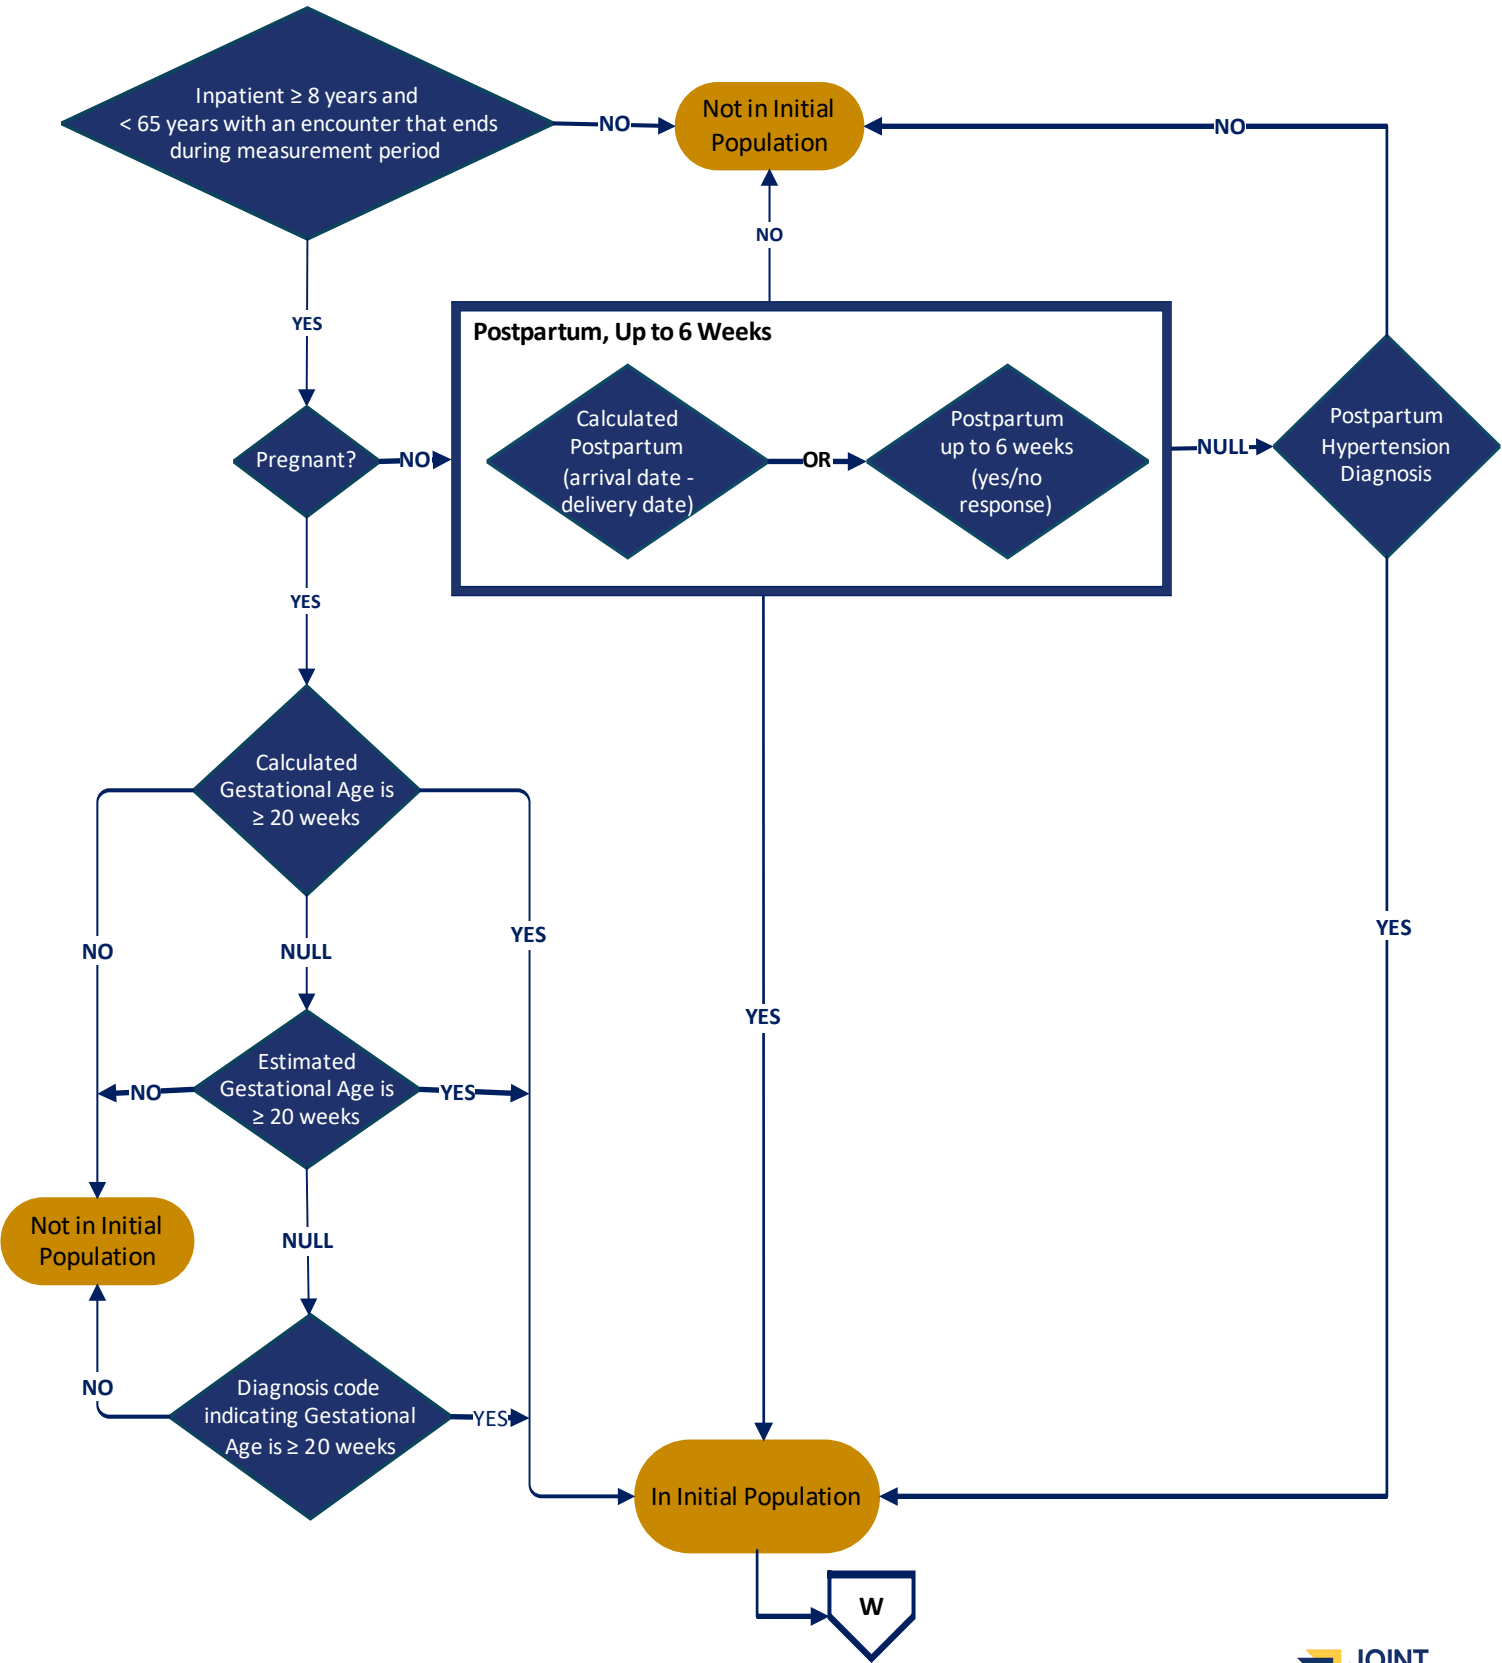 Inpatient ≥ 8 years and
< 65 years with an encounter that ends
during measurement period
NO
Not in Initial
Population
NO
NO
YES
Postpartum, Up to 6 Weeks
Pregnant?
NO
Calculated
Postpartum
(arrival date -
delivery date)
OR
Postpartum
up to 6 weeks
(yes/no
response)
NULL
Postpartum
Hypertension
Diagnosis
YES
Calculated
Gestational Age is
≥ 20 weeks
NO
NULL
YES
YES
YES
Estimated
Gestational Age is
≥ 20 weeks
NO
YES
Not in Initial
Population
NULL
Diagnosis code
indicating Gestational
Age is ≥ 20 weeks
NO
YES
In Initial Population
W
JOINT